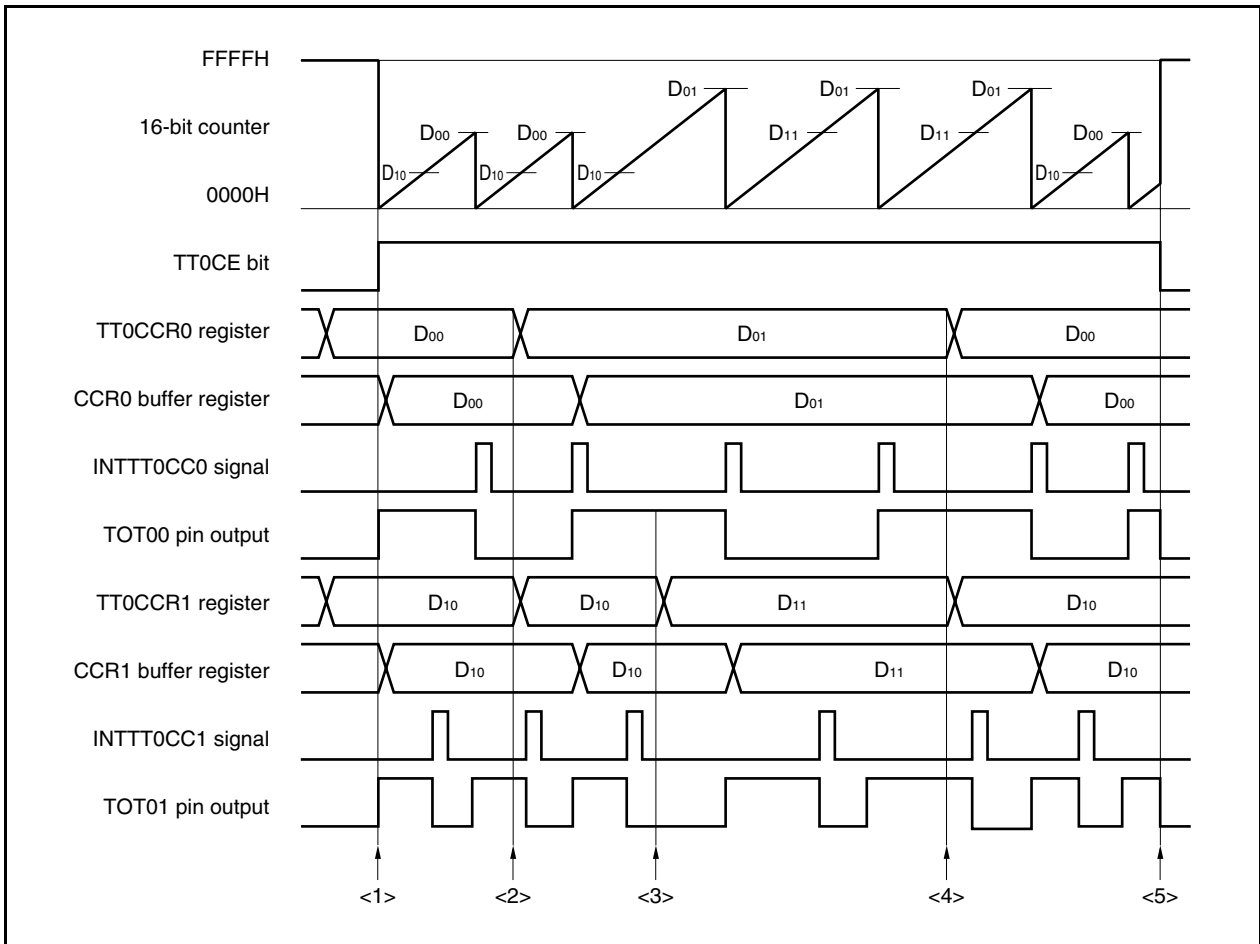 FFFFH
16-bit counter
0000H
D00 D00 D01 D01 D01 D00
D10 D10 D10 D11 D11 D10
TT0CE bit
TT0CCR0 register D00 D01 D00
CCR0 buffer register D00 D01 D00
INTTT0CC0 signal
TOT00 pin output
TT0CCR1 register D10 D10 D11 D10
CCR1 buffer register D10 D10 D11 D10
INTTT0CC1 signal
TOT01 pin output
<1> <2> <3> <4> <5>